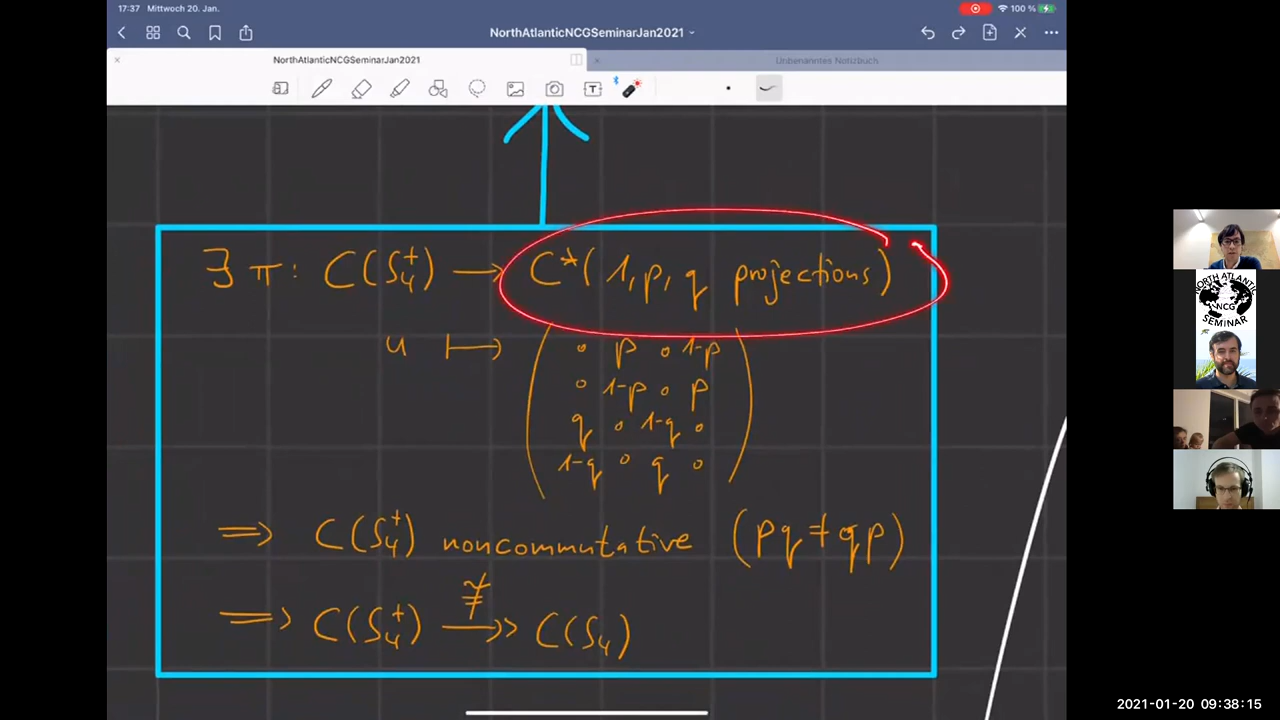 17:37 Mittwoch 20. Jan.
100 %
NorthAtlanticNCGSeminarJan2021
NorthAtlanticNCGSeminarJan2021
Unbenanntes Notizbuch
∃ π: C(S₄⁺) → C*(1, p, q projections)
u ↦ ( 0 p 0 1-p
0 1-p 0 p
q 0 1-q 0
1-q 0 q 0 )
⇒ C(S₄⁺) noncommutative (pq ≠ qp)
≇
⇒ C(S₄⁺) ↠ C(S₄)
NORTH ATLANTIC
NCG
SEMINAR
2021-01-20 09:38:15